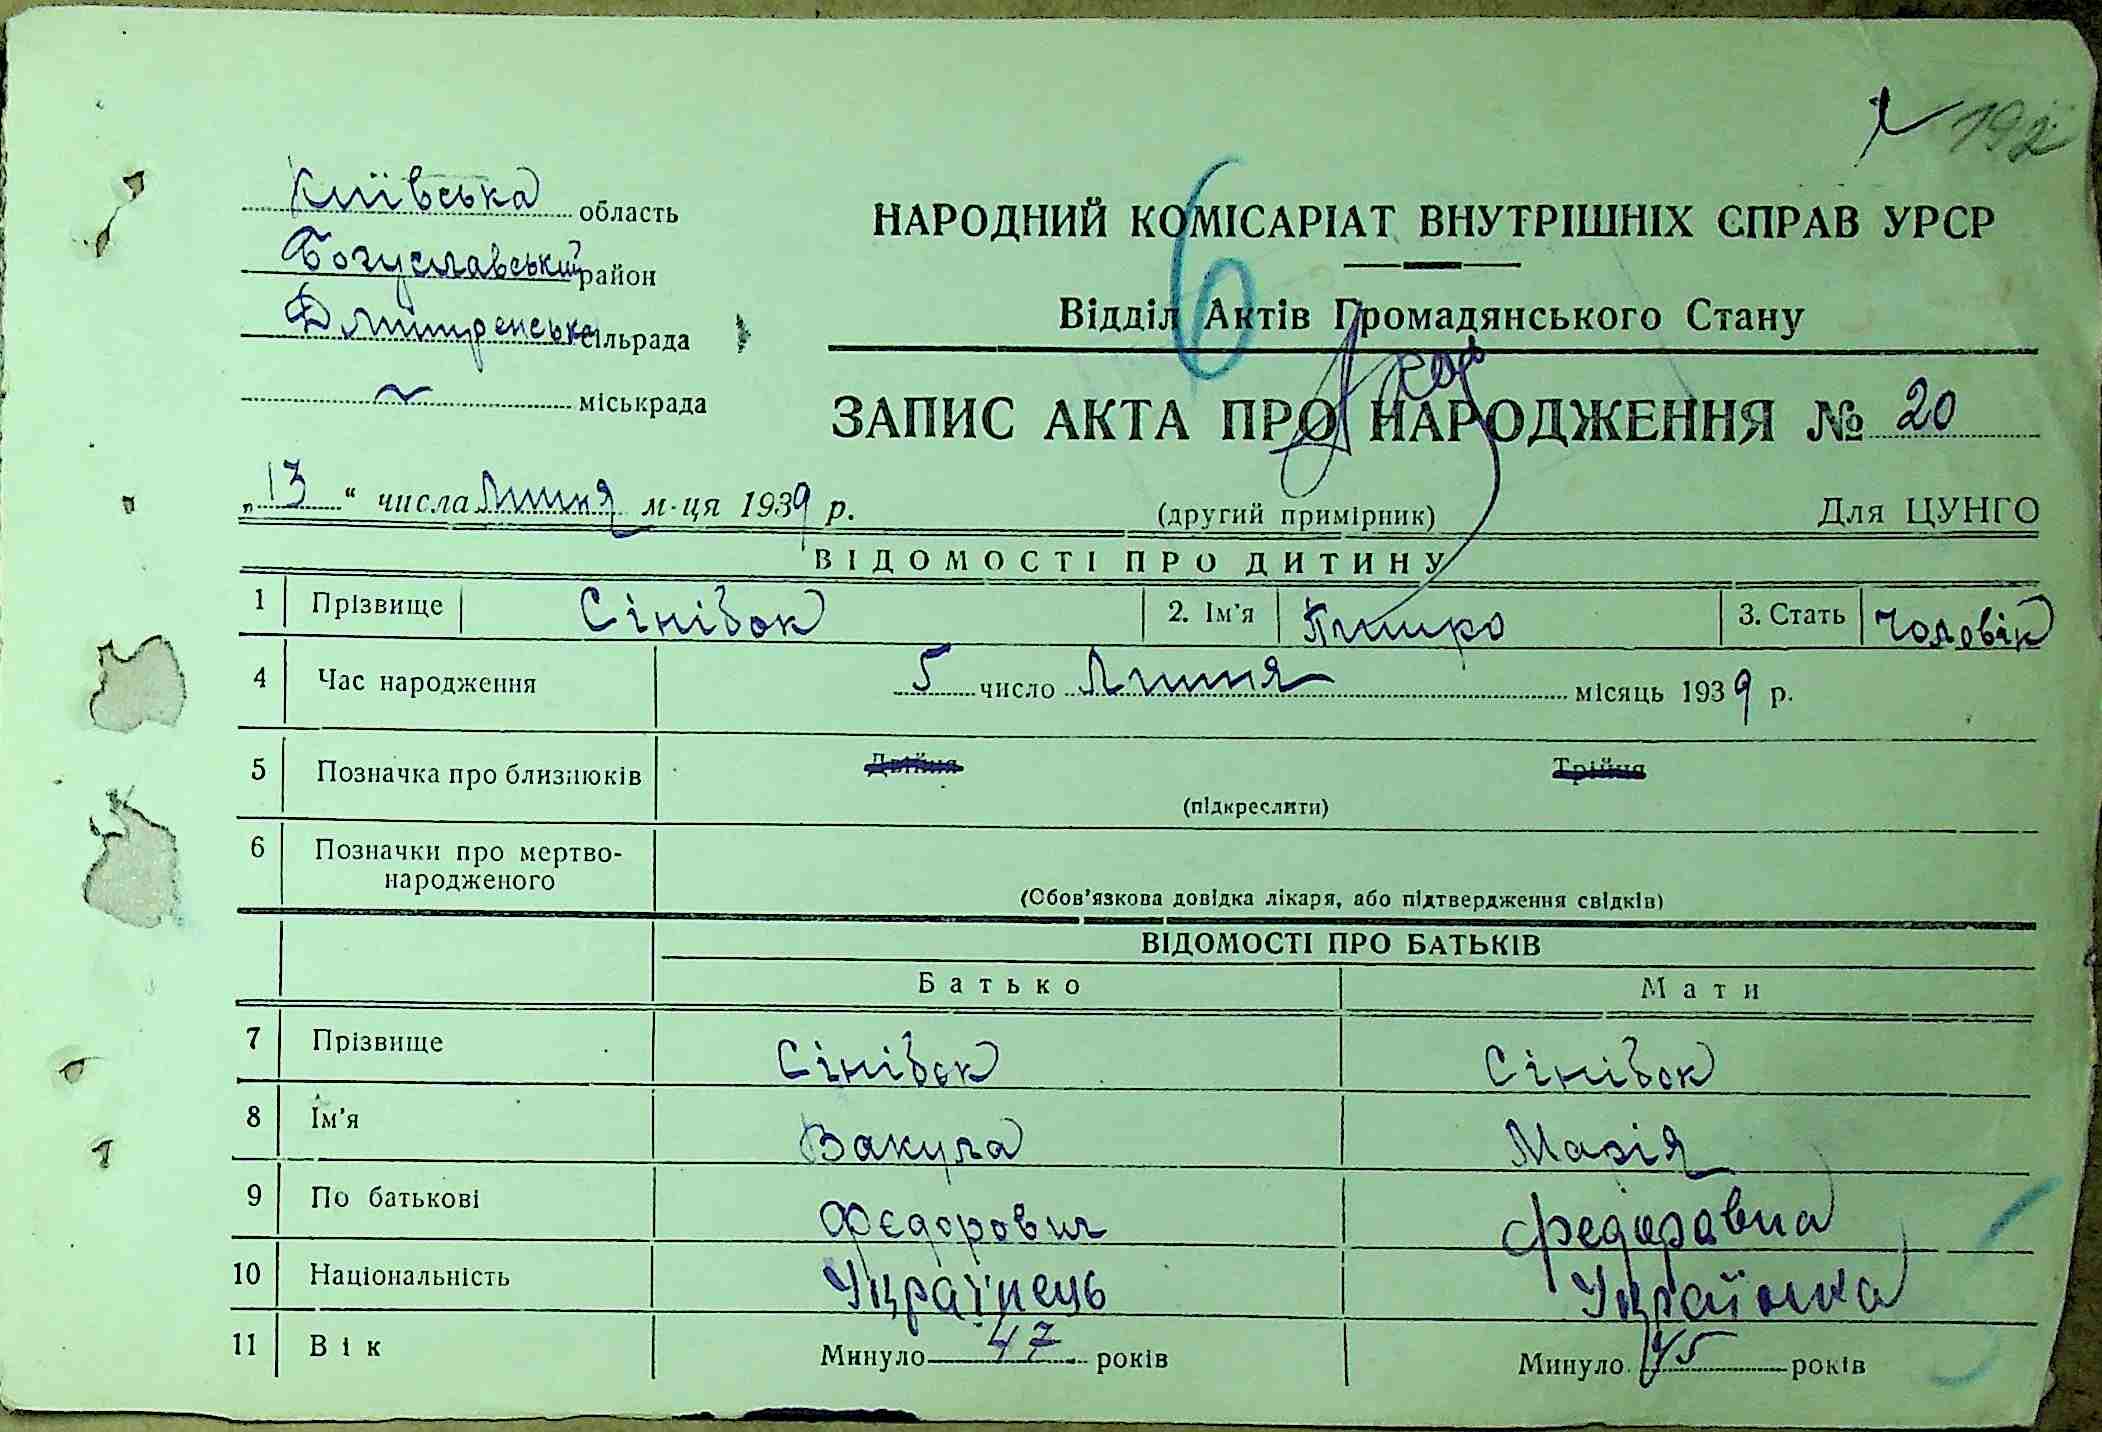 192
Київська область
Богуславський район
Дмитренська сільрада
міськрада
НАРОДНИЙ КОМІСАРІАТ ВНУТРІШНІХ СПРАВ УРСР
6
Відділ Актів Громадянського Стану
ЗАПИС АКТА ПРО НАРОДЖЕННЯ № 20
„13“ числа Липня м-ця 1939 р.
(другий примірник)
Для ЦУНГО
ВІДОМОСТІ ПРО ДИТИНУ
1 Прізвище Сінівок 2. Ім'я Петро 3. Стать Чоловік
4 Час народження 5 число Липня місяць 1939 р.
5 Позначка про близнюків Двійня Трійня
(підкреслити)
6 Позначки про мертво-
народженого
(Обов'язкова довідка лікаря, або підтвердження свідків)
ВІДОМОСТІ ПРО БАТЬКІВ
Батько Мати
7 Прізвище Сінівок Сінівок
8 Ім'я Вакула Марія
9 По батькові Федорович Федоравна
10 Національність Українець Українка
11 Вік Минуло 47 років Минуло 45 років